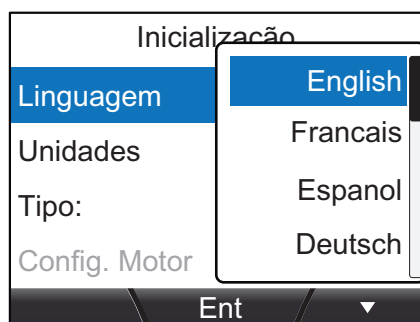 Inicialização
Linguagem
English
Unidades
Francais
Tipo:
Espanol
Config. Motor
Deutsch
Ent